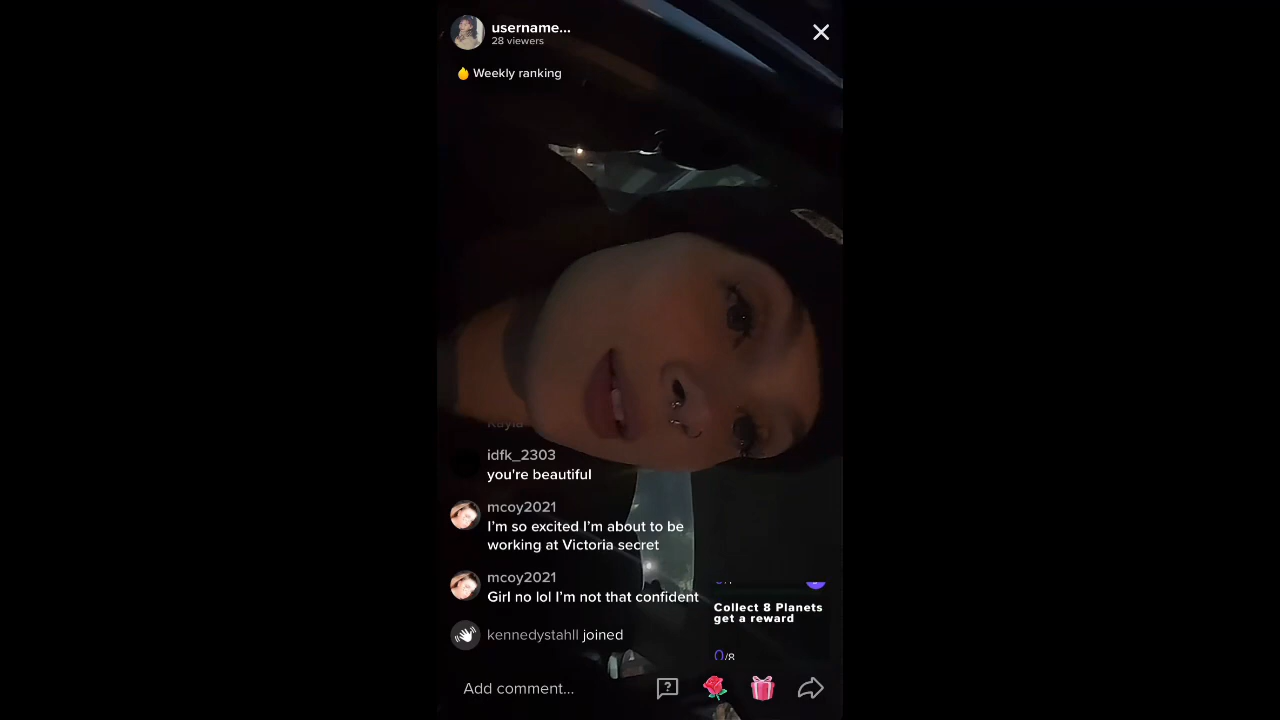 username...
28 viewers
Weekly ranking
Kayla
idfk_2303
you're beautiful
mcoy2021
I'm so excited I'm about to be
working at Victoria secret
mcoy2021
Girl no lol I'm not that confident
kennedystahll joined
Collect 8 Planets
get a reward
0/8
Add comment...